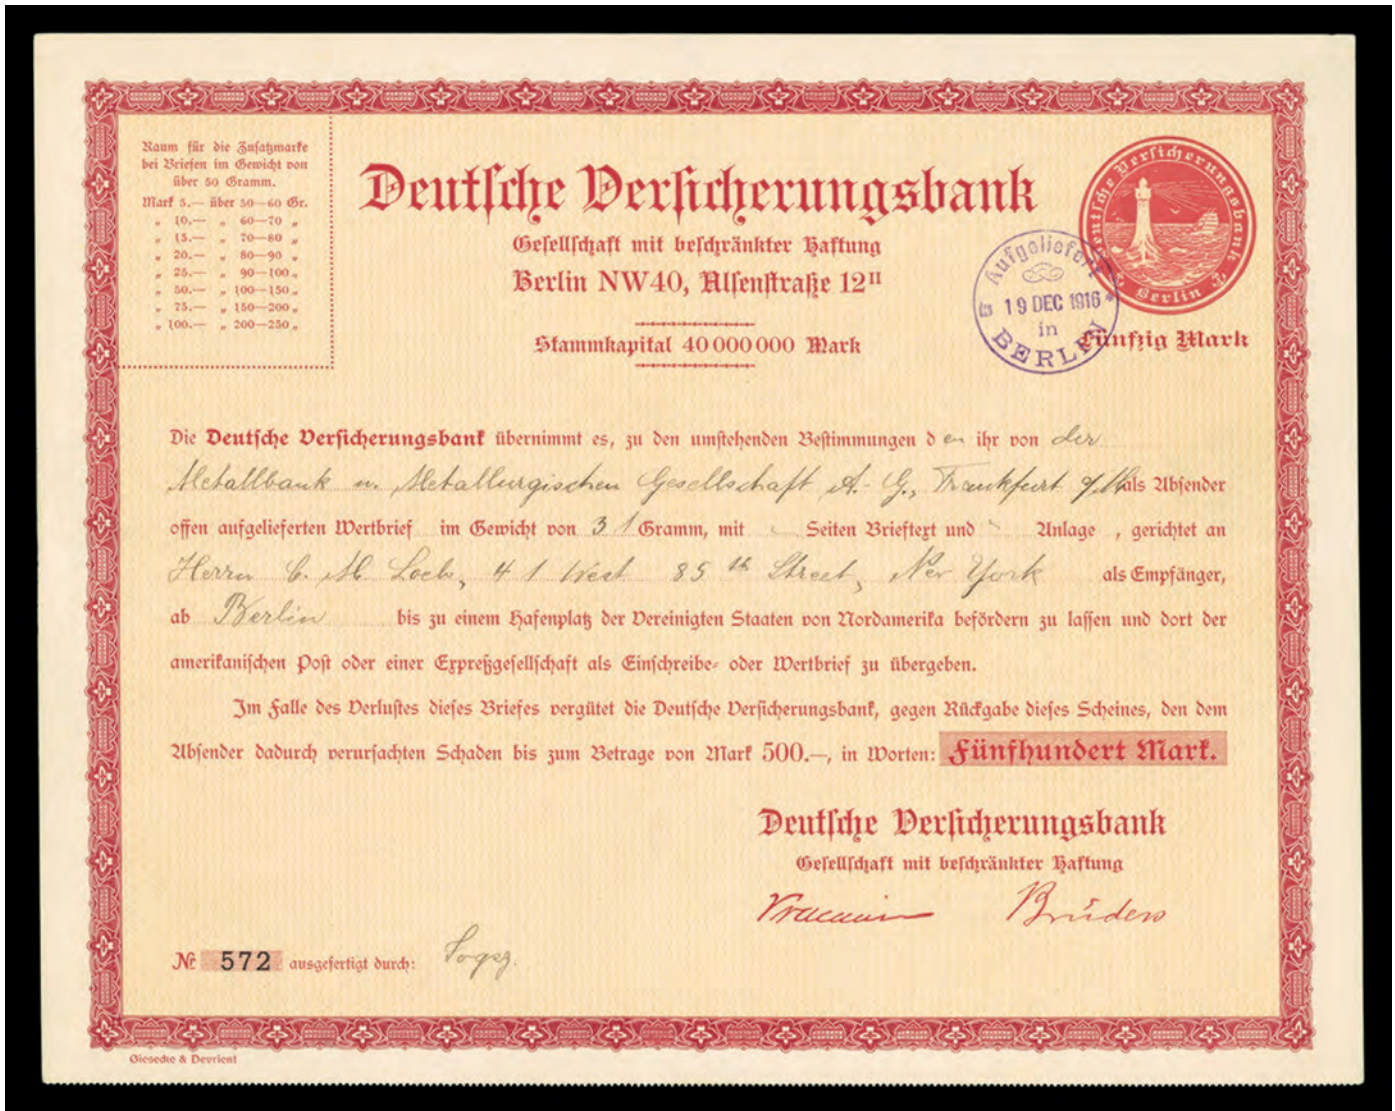 Raum für die Zusatzmarke
bei Briefen im Gewicht von
über 50 Gramm.
Mark 5.— über 50—60 Gr.
„ 10.— „ 60—70 „
„ 15.— „ 70—80 „
„ 20.— „ 80—90 „
„ 25.— „ 90—100 „
„ 50.— „ 100—150 „
„ 75.— „ 150—200 „
„ 100.— „ 200—250 „
Deutsche Versicherungsbank
Gesellschaft mit beschränkter Haftung
Berlin NW40, Alsenstraße 12II
Stammkapital 40 000 000 Mark
Deutsche Versicherungsbank
Berlin
Aufgeliefert
19 DEC 1916
in
BERLIN
Fünfzig Mark
Die Deutsche Versicherungsbank übernimmt es, zu den umstehenden Bestimmungen den ihr von der
Metallbank u. Metallurgischen Gesellschaft A. G., Frankfurt a/M als Absender
offen aufgelieferten Wertbrief im Gewicht von 31 Gramm, mit Seiten Brieftext und Anlage , gerichtet an
Herrn C. M. Loeb, 41 West 85th Street, New York als Empfänger,
ab Berlin bis zu einem Hafenplatz der Vereinigten Staaten von Nordamerika befördern zu lassen und dort der
amerikanischen Post oder einer Expreßgesellschaft als Einschreibe- oder Wertbrief zu übergeben.
Im Falle des Verlustes dieses Briefes vergütet die Deutsche Versicherungsbank, gegen Rückgabe dieses Scheines, den dem
Absender dadurch verursachten Schaden bis zum Betrage von Mark 500.—, in Worten: Fünfhundert Mark.
Deutsche Versicherungsbank
Gesellschaft mit beschränkter Haftung
Brüders
№ 572 ausgefertigt durch:
Giesecke & Devrient